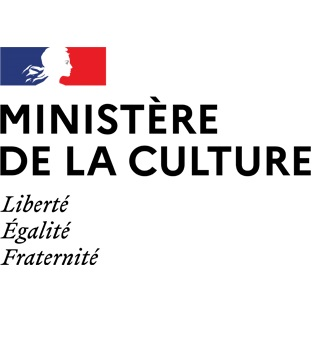 MINISTÈRE
DE LA CULTURE
Liberté
Égalité
Fraternité